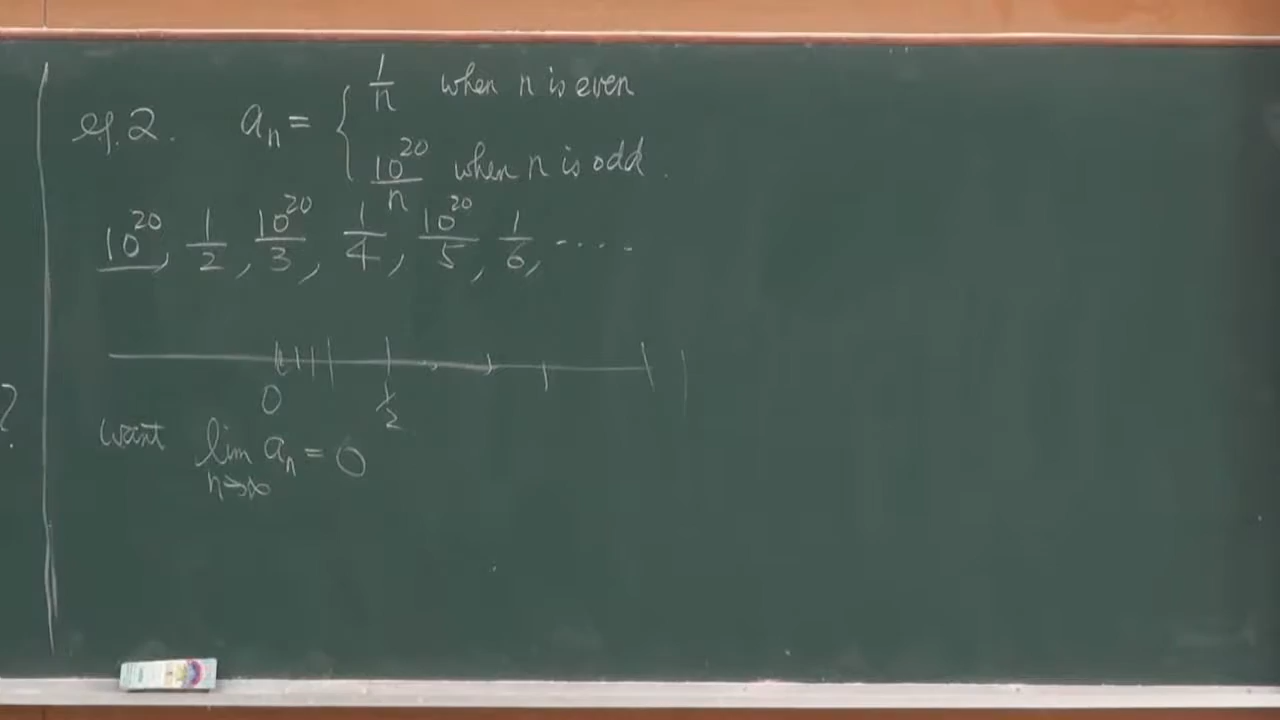 eg.2. aₙ = { 1/n when n is even
10²⁰/n when n is odd.
10²⁰, 1/2, 10²⁰/3, 1/4, 10²⁰/5, 1/6, ....
0 1/2
want lim n→∞ aₙ = 0
?